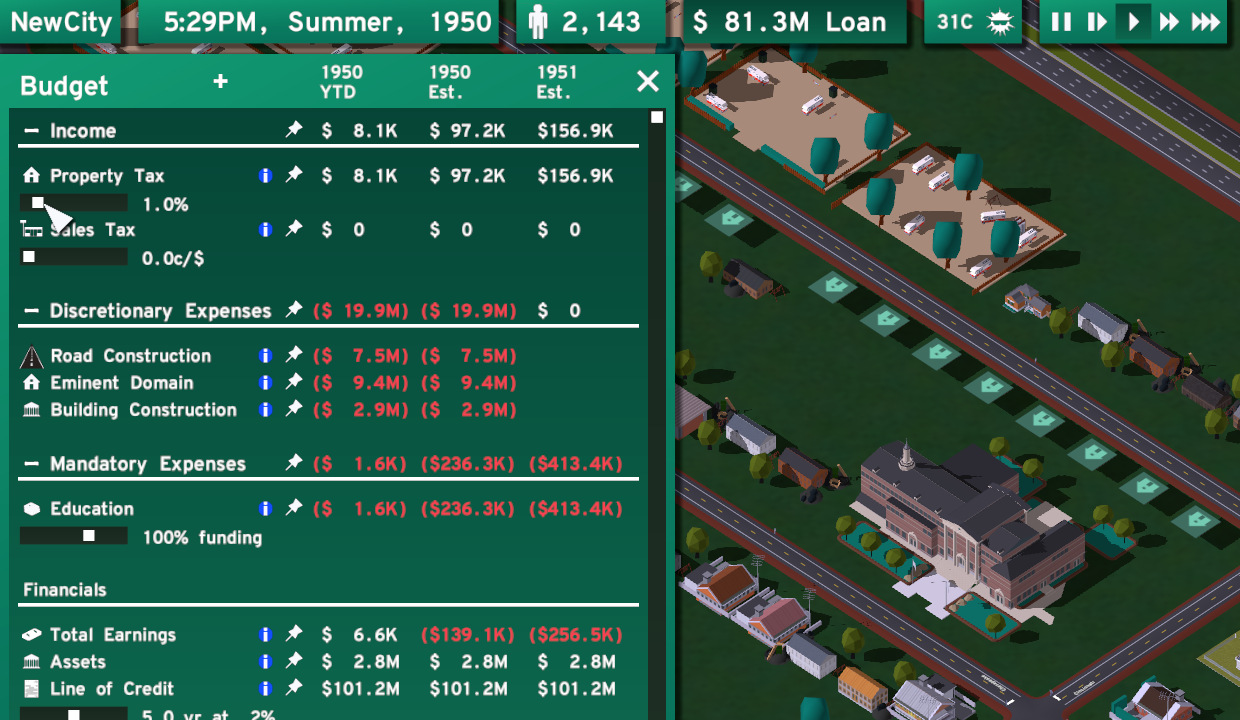 NewCity 5:29PM, Summer, 1950 2,143 $ 81.3M Loan 31C
Budget + 1950 YTD 1950 Est. 1951 Est.
Income $ 8.1K $ 97.2K $156.9K
Property Tax $ 8.1K $ 97.2K $156.9K
1.0%
Sales Tax $ 0 $ 0 $ 0
0.0c/$
Discretionary Expenses ($ 19.9M) ($ 19.9M) $ 0
Road Construction ($ 7.5M) ($ 7.5M)
Eminent Domain ($ 9.4M) ($ 9.4M)
Building Construction ($ 2.9M) ($ 2.9M)
Mandatory Expenses ($ 1.6K) ($236.3K) ($413.4K)
Education ($ 1.6K) ($236.3K) ($413.4K)
100% funding
Financials
Total Earnings $ 6.6K ($139.1K) ($256.5K)
Assets $ 2.8M $ 2.8M $ 2.8M
Line of Credit $101.2M $101.2M $101.2M
5.0 yr at 2%